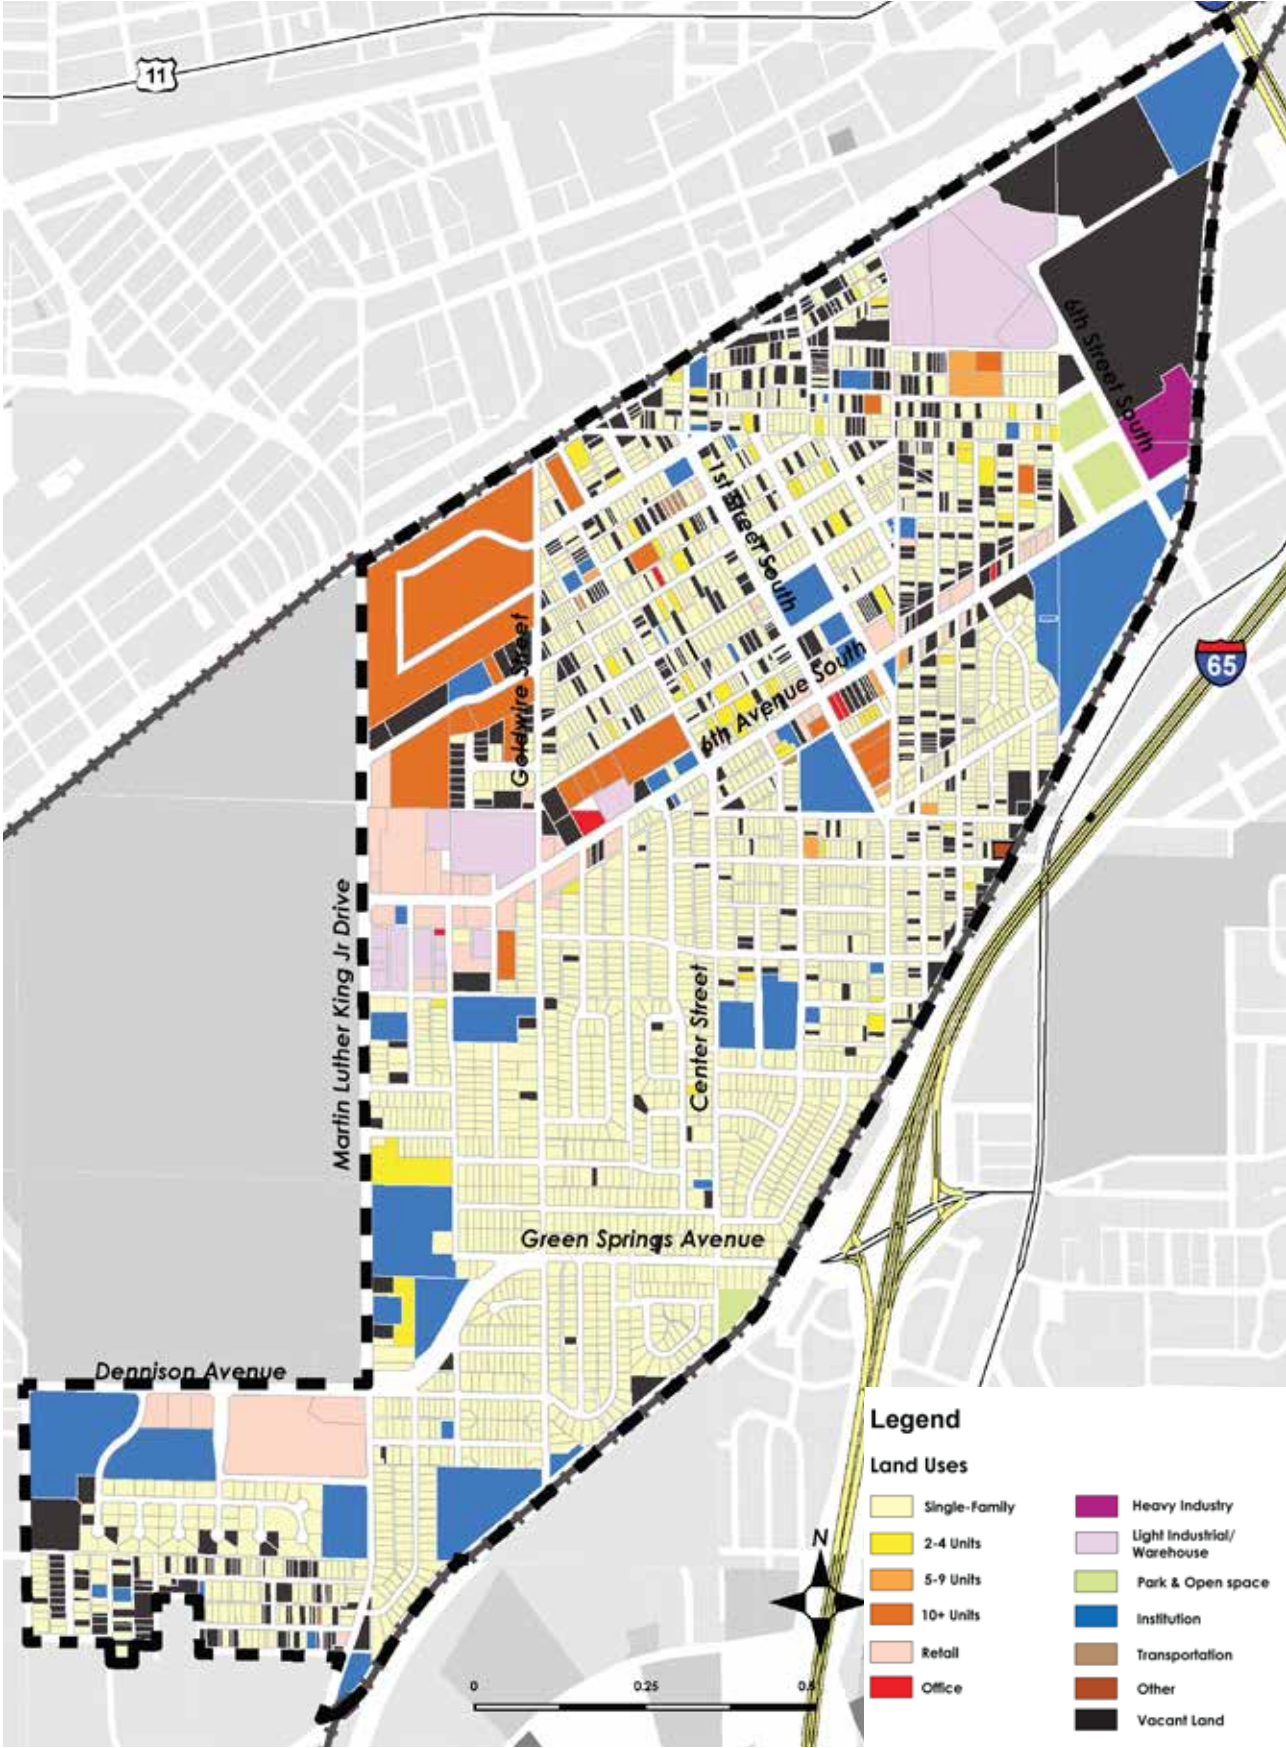 11
6th Street South
1st Street South
65
Goldwire Street
6th Avenue South
Martin Luther King Jr Drive
Center Street
Green Springs Avenue
Dennison Avenue
Legend
Land Uses
Single-Family
2-4 Units
5-9 Units
10+ Units
Retail
Office
Heavy Industry
Light Industrial/
Warehouse
Park & Open space
Institution
Transportation
Other
Vacant Land
N
0
0.25
0.5